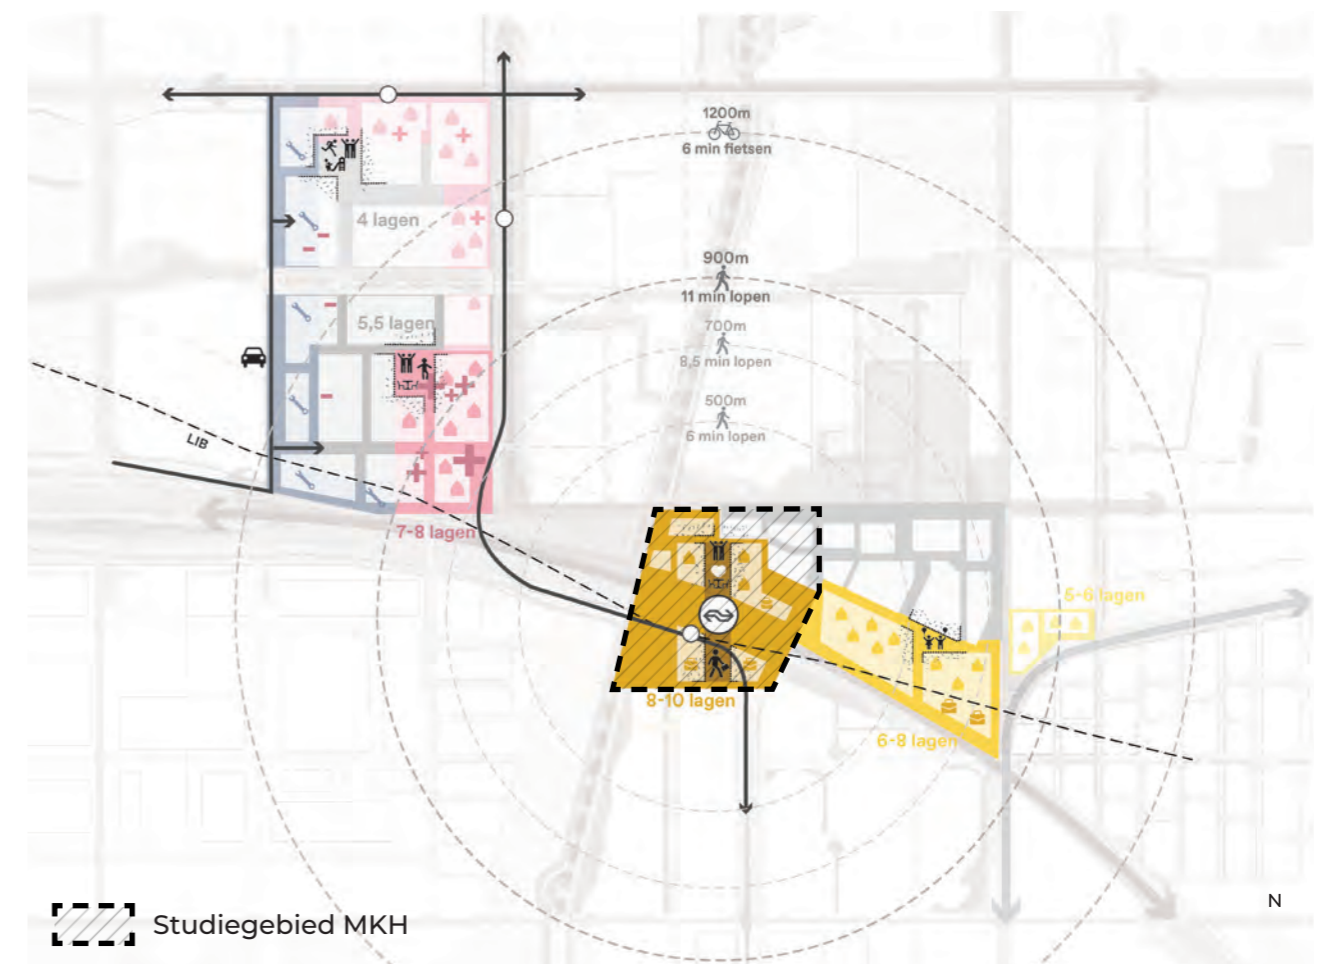 1200m
6 min fietsen
4 lagen
900m
11 min lopen
5,5 lagen
700m
8,5 min lopen
500m
6 min lopen
LIB
7-8 lagen
5-6 lagen
8-10 lagen
6-8 lagen
N
Studiegebied MKH